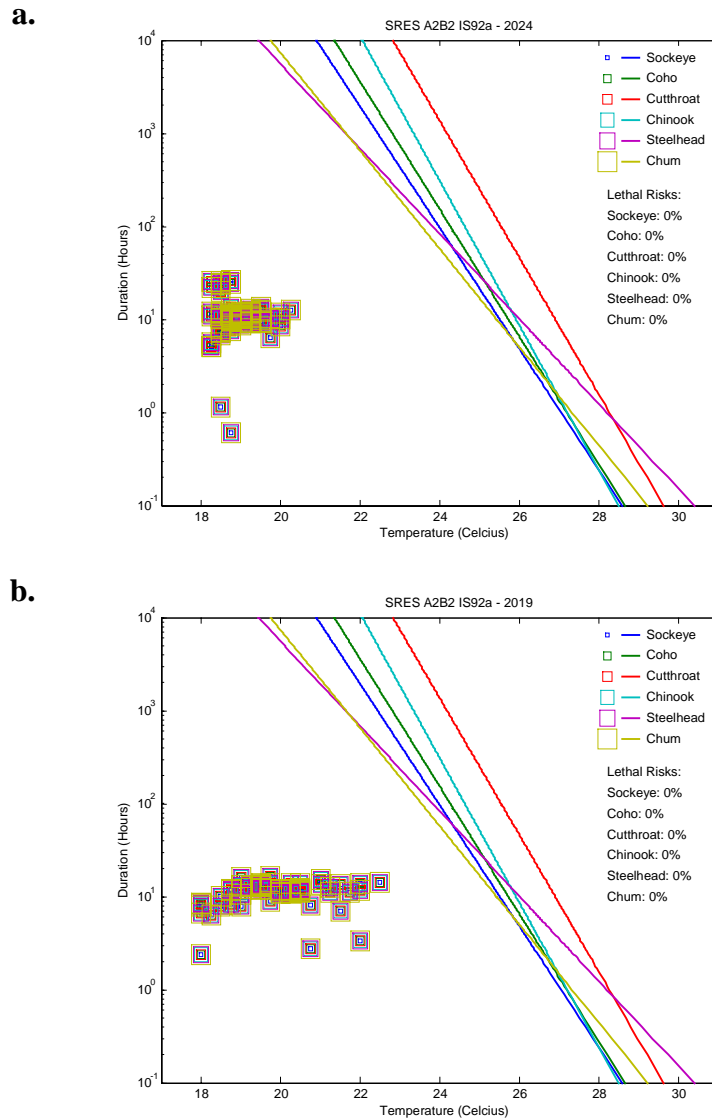 a.
SRES A2B2 IS92a - 2024
10^4
10^3
10^2
10^1
10^0
10^-1
Duration (Hours)
18 20 22 24 26 28 30
Temperature (Celcius)
Sockeye
Coho
Cutthroat
Chinook
Steelhead
Chum
Lethal Risks:
Sockeye: 0%
Coho: 0%
Cutthroat: 0%
Chinook: 0%
Steelhead: 0%
Chum: 0%
b.
SRES A2B2 IS92a - 2019
10^4
10^3
10^2
10^1
10^0
10^-1
Duration (Hours)
18 20 22 24 26 28 30
Temperature (Celcius)
Sockeye
Coho
Cutthroat
Chinook
Steelhead
Chum
Lethal Risks:
Sockeye: 0%
Coho: 0%
Cutthroat: 0%
Chinook: 0%
Steelhead: 0%
Chum: 0%